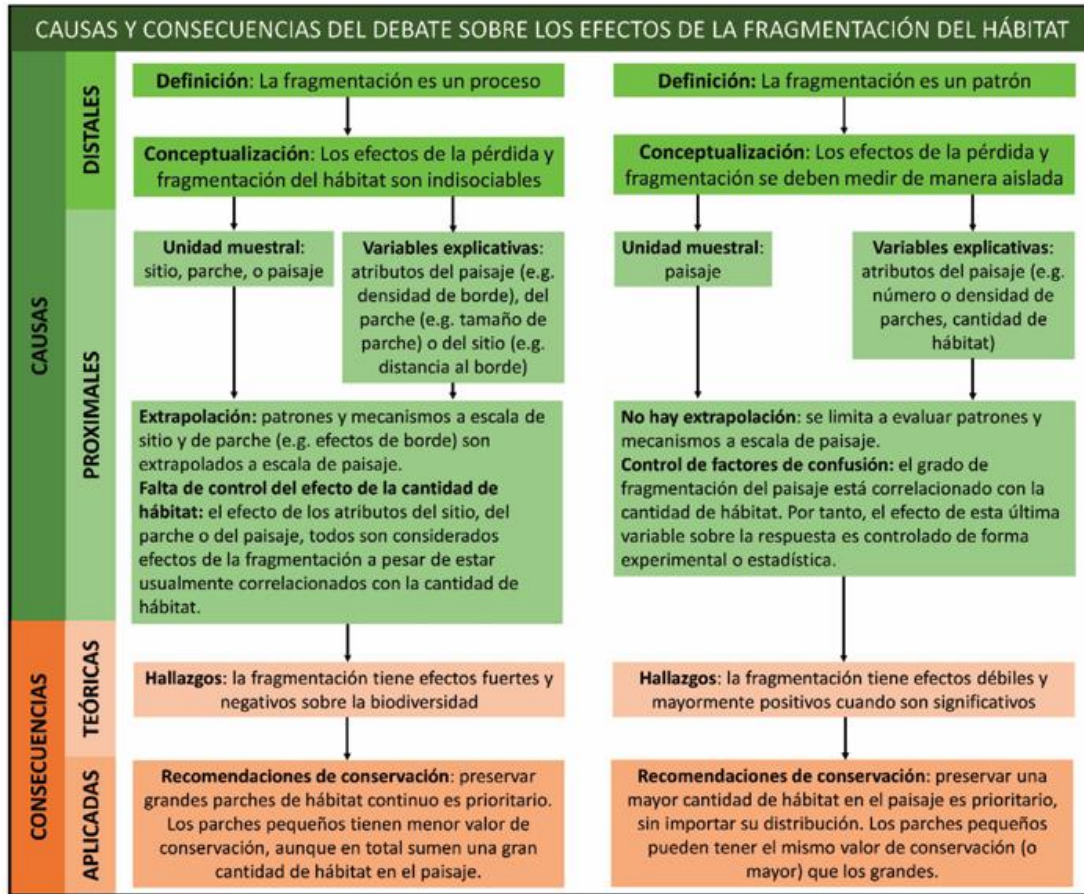 CAUSAS Y CONSECUENCIAS DEL DEBATE SOBRE LOS EFECTOS DE LA FRAGMENTACIÓN DEL HÁBITAT
CAUSAS
DISTALES
Definición: La fragmentación es un proceso
Conceptualización: Los efectos de la pérdida y
fragmentación del hábitat son indisociables
Definición: La fragmentación es un patrón
Conceptualización: Los efectos de la pérdida y
fragmentación se deben medir de manera aislada
PROXIMALES
Unidad muestral:
sitio, parche, o paisaje
Variables explicativas:
atributos del paisaje (e.g.
densidad de borde), del
parche (e.g. tamaño de
parche) o del sitio (e.g.
distancia al borde)
Extrapolación: patrones y mecanismos a escala de
sitio y de parche (e.g. efectos de borde) son
extrapolados a escala de paisaje.
Falta de control del efecto de la cantidad de
hábitat: el efecto de los atributos del sitio, del
parche o del paisaje, todos son considerados
efectos de la fragmentación a pesar de estar
usualmente correlacionados con la cantidad de
hábitat.
Unidad muestral:
paisaje
Variables explicativas:
atributos del paisaje (e.g.
número o densidad de
parches, cantidad de
hábitat)
No hay extrapolación: se limita a evaluar patrones y
mecanismos a escala de paisaje.
Control de factores de confusión: el grado de
fragmentación del paisaje está correlacionado con la
cantidad de hábitat. Por tanto, el efecto de esta última
variable sobre la respuesta es controlado de forma
experimental o estadística.
CONSECUENCIAS
TEÓRICAS
Hallazgos: la fragmentación tiene efectos fuertes y
negativos sobre la biodiversidad
Hallazgos: la fragmentación tiene efectos débiles y
mayormente positivos cuando son significativos
APLICADAS
Recomendaciones de conservación: preservar
grandes parches de hábitat continuo es prioritario.
Los parches pequeños tienen menor valor de
conservación, aunque en total sumen una gran
cantidad de hábitat en el paisaje.
Recomendaciones de conservación: preservar una
mayor cantidad de hábitat en el paisaje es prioritario,
sin importar su distribución. Los parches pequeños
pueden tener el mismo valor de conservación (o
mayor) que los grandes.